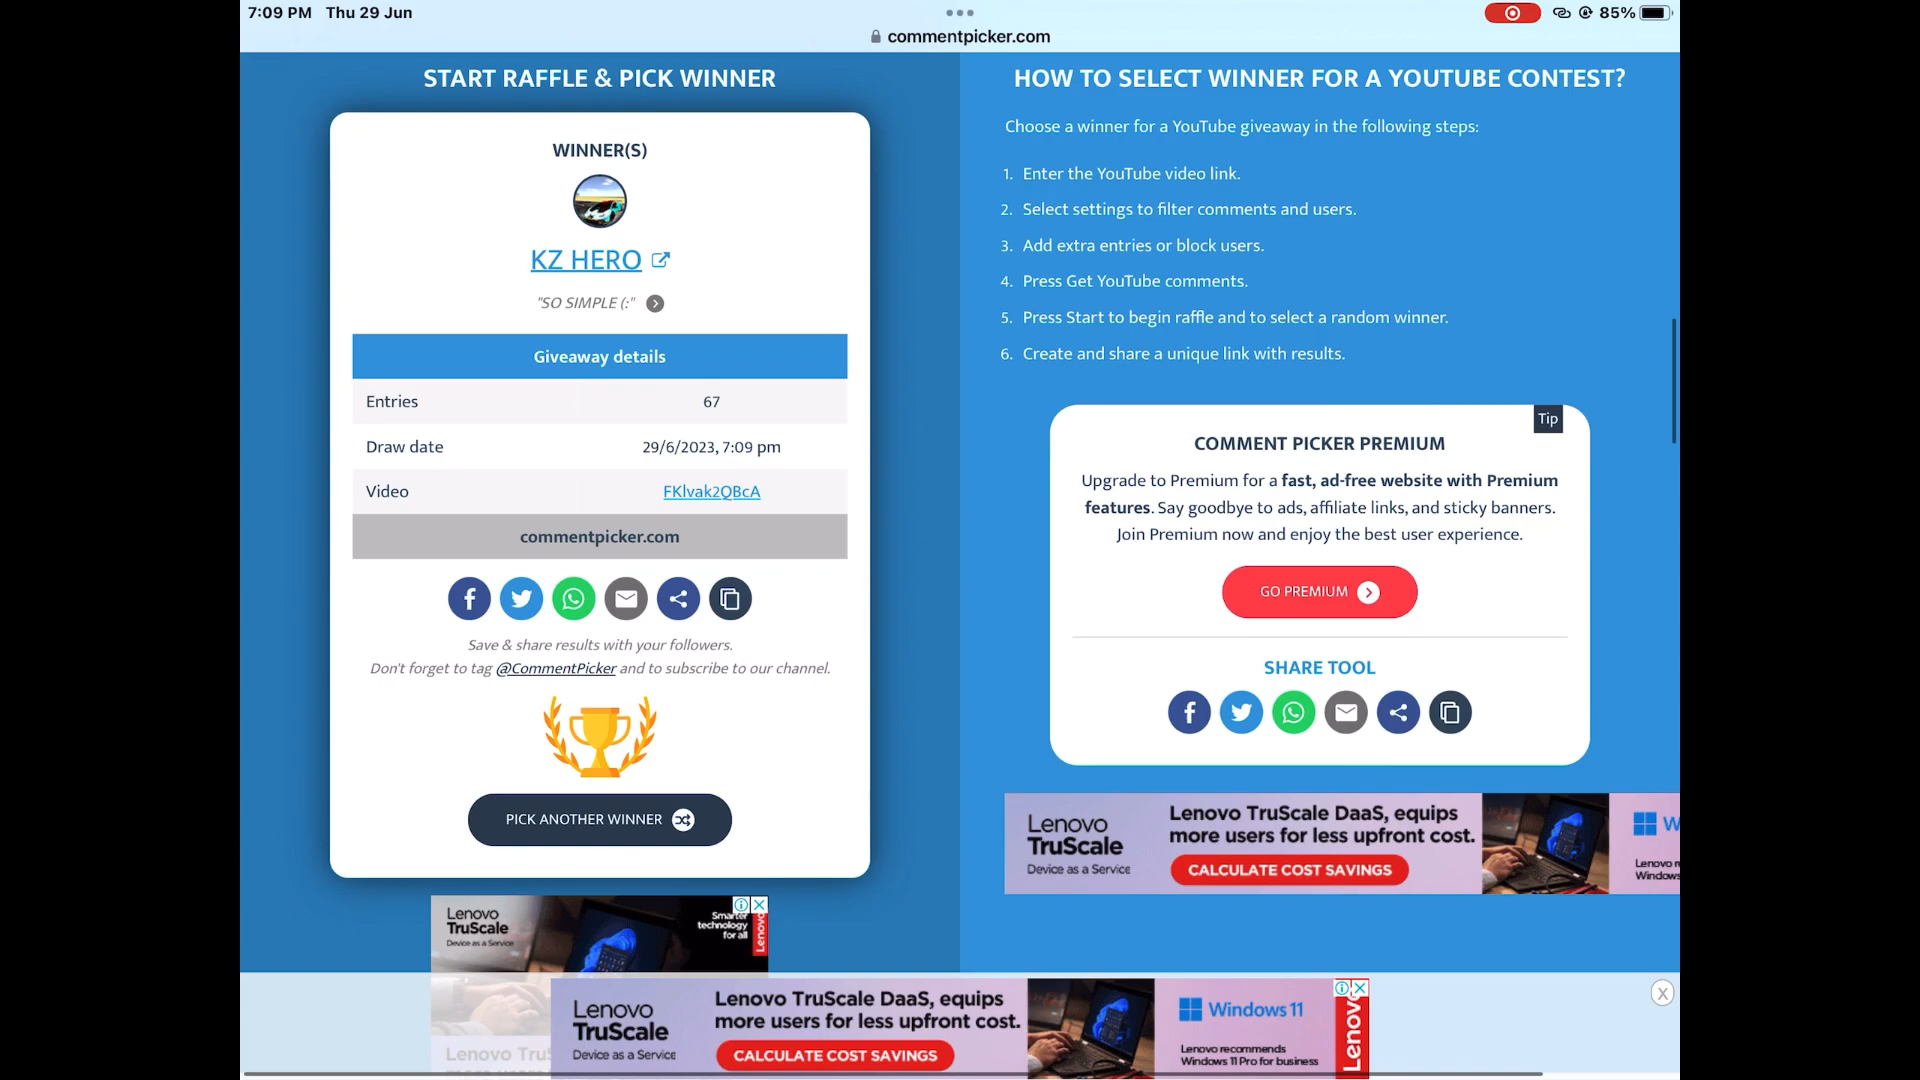 7:09 PM Thu 29 Jun
85%
commentpicker.com
START RAFFLE & PICK WINNER
WINNER(S)
KZ HERO
"SO SIMPLE (:"
Giveaway details
Entries 67
Draw date 29/6/2023, 7:09 pm
Video FKlvak2QBcA
commentpicker.com
Save & share results with your followers.
Don't forget to tag @CommentPicker and to subscribe to our channel.
PICK ANOTHER WINNER
HOW TO SELECT WINNER FOR A YOUTUBE CONTEST?
Choose a winner for a YouTube giveaway in the following steps:
1. Enter the YouTube video link.
2. Select settings to filter comments and users.
3. Add extra entries or block users.
4. Press Get YouTube comments.
5. Press Start to begin raffle and to select a random winner.
6. Create and share a unique link with results.
Tip
COMMENT PICKER PREMIUM
Upgrade to Premium for a fast, ad-free website with Premium
features. Say goodbye to ads, affiliate links, and sticky banners.
Join Premium now and enjoy the best user experience.
GO PREMIUM
SHARE TOOL
Lenovo
TruScale
Device as a Service
Lenovo TruScale DaaS, equips
more users for less upfront cost.
CALCULATE COST SAVINGS
W
Lenovo r
Windows
Lenovo
TruScale
Device as a Service
Smarter
technology
for all
Lenovo
Lenovo Tru
Lenovo
TruScale
Device as a Service
Lenovo TruScale DaaS, equips
more users for less upfront cost.
CALCULATE COST SAVINGS
Windows 11
Lenovo recommends
Windows 11 Pro for business
Lenovo
X